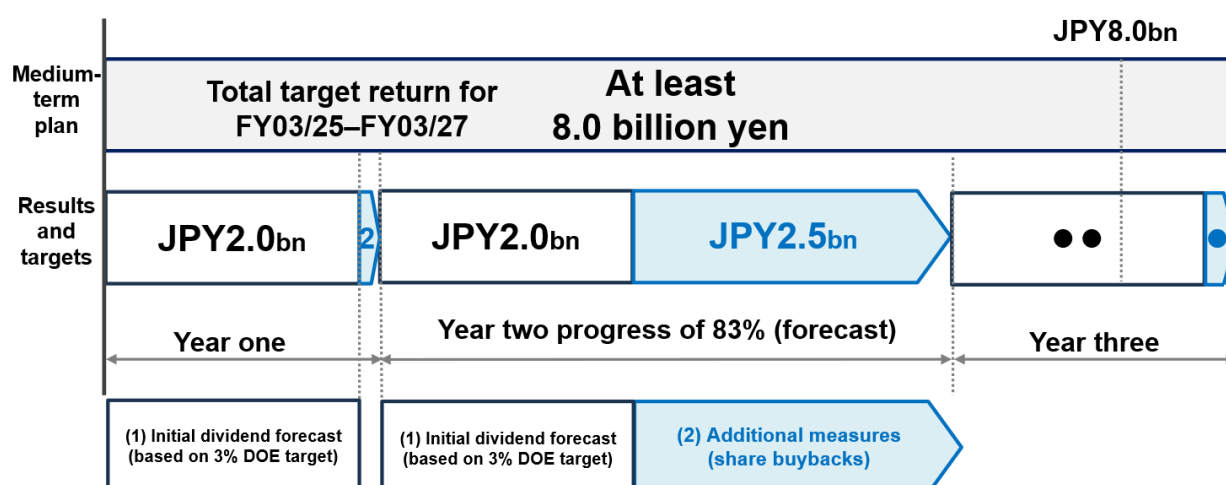 JPY8.0bn
Medium-
term
plan
Total target return for
FY03/25–FY03/27
At least
8.0 billion yen
Results
and
targets
JPY2.0bn
2
JPY2.0bn
JPY2.5bn
●●
●
Year one
Year two progress of 83% (forecast)
Year three
(1) Initial dividend forecast
(based on 3% DOE target)
(1) Initial dividend forecast
(based on 3% DOE target)
(2) Additional measures
(share buybacks)